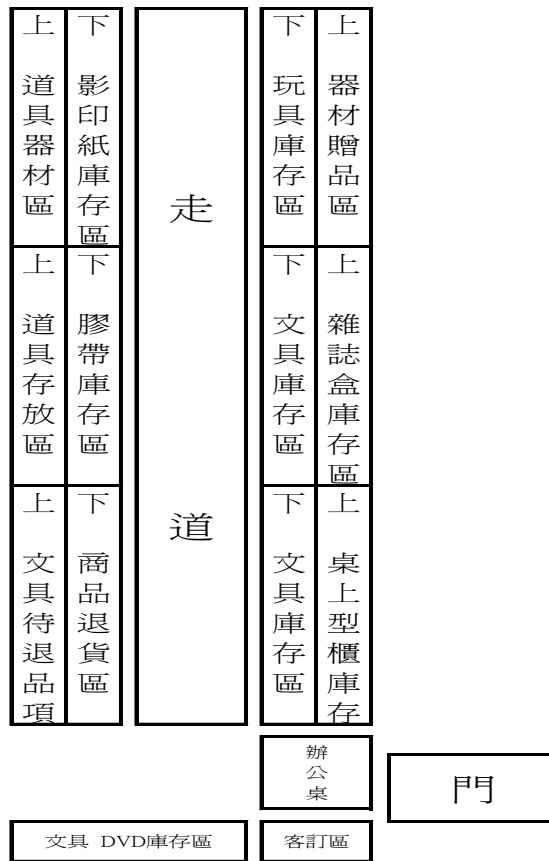 上 道具器材區
下 影印紙庫存區
走道
下 玩具庫存區
上 器材贈品區
上 道具存放區
下 膠帶庫存區
下 文具庫存區
上 雜誌盒庫存區
上 文具待退品項
下 商品退貨區
下 文具庫存區
上 桌上型櫃庫存
辦公桌
門
文具 DVD庫存區
客訂區